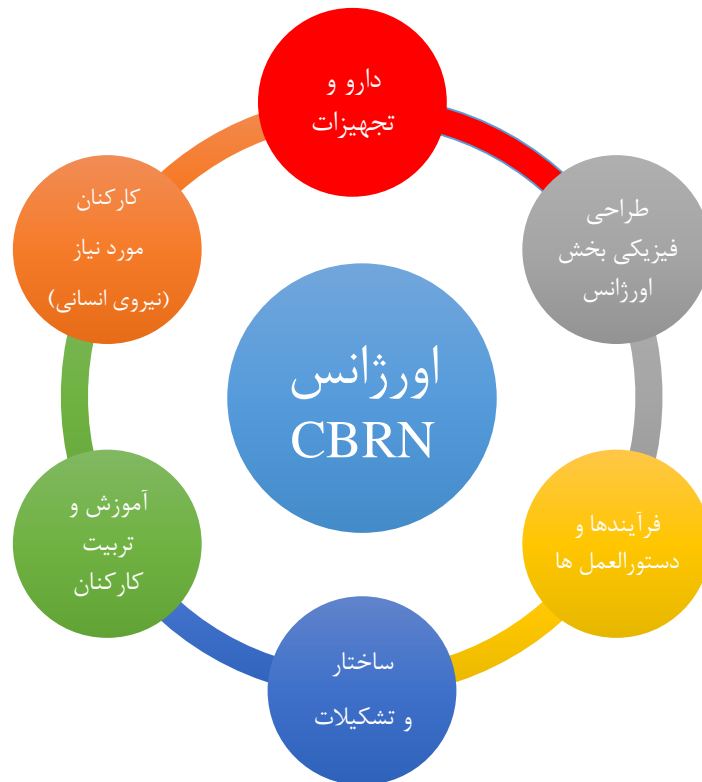 دارو و
تجهیزات
طراحی
فیزیکی بخش
اورژانس
فرآیندها و
دستورالعمل ها
ساختار
و تشکیلات
آموزش و
تربیت
کارکنان
کارکنان
مورد نیاز
(نیروی انسانی)
اورژانس
CBRN